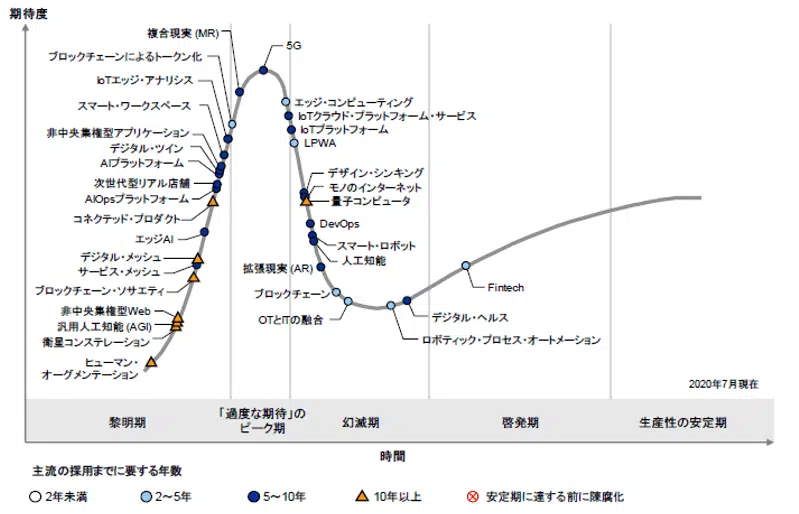 期待度
複合現実 (MR)
ブロックチェーンによるトークン化
IoTエッジ・アナリシス
スマート・ワークスペース
非中央集権型アプリケーション
デジタル・ツイン
AIプラットフォーム
次世代型リアル店舗
AIOpsプラットフォーム
コネクテッド・プロダクト
エッジAI
デジタル・メッシュ
サービス・メッシュ
ブロックチェーン・ソサエティ
非中央集権型Web
汎用人工知能 (AGI)
衛星コンステレーション
ヒューマン・
オーグメンテーション
5G
エッジ・コンピューティング
IoTクラウド・プラットフォーム・サービス
IoTプラットフォーム
LPWA
デザイン・シンキング
モノのインターネット
量子コンピュータ
DevOps
スマート・ロボット
人工知能
拡張現実 (AR)
ブロックチェーン
OTとITの融合
Fintech
デジタル・ヘルス
ロボティック・プロセス・オートメーション
2020年7月現在
黎明期
「過度な期待」の
ピーク期
幻滅期
啓発期
生産性の安定期
時間
主流の採用までに要する年数
2年未満
2～5年
5～10年
10年以上
安定期に達する前に陳腐化